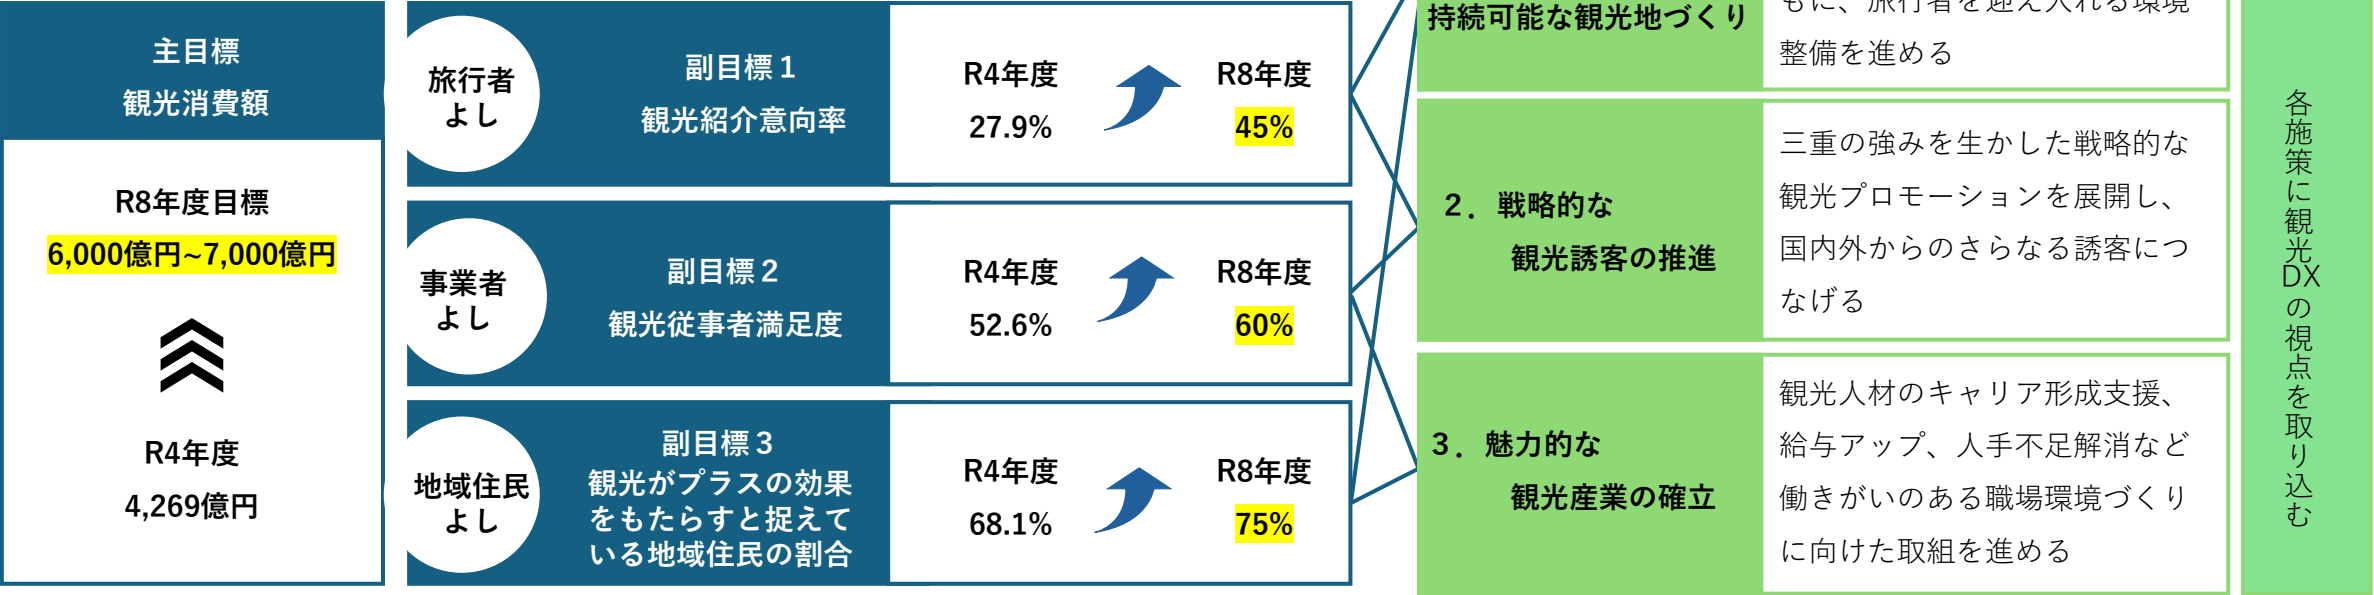 主目標
観光消費額
R8年度目標
6,000億円~7,000億円
R4年度
4,269億円
旅行者
よし
副目標１
観光紹介意向率
R4年度
27.9%
R8年度
45%
事業者
よし
副目標２
観光従事者満足度
R4年度
52.6%
R8年度
60%
地域住民
よし
副目標３
観光がプラスの効果
をもたらすと捉えて
いる地域住民の割合
R4年度
68.1%
R8年度
75%
持続可能な観光地づくり
もに、旅行者を迎え入れる環境
整備を進める
２．戦略的な
観光誘客の推進
三重の強みを生かした戦略的な
観光プロモーションを展開し、
国内外からのさらなる誘客につ
なげる
３．魅力的な
観光産業の確立
観光人材のキャリア形成支援、
給与アップ、人手不足解消など
働きがいのある職場環境づくり
に向けた取組を進める
各施策に観光DXの視点を取り込む